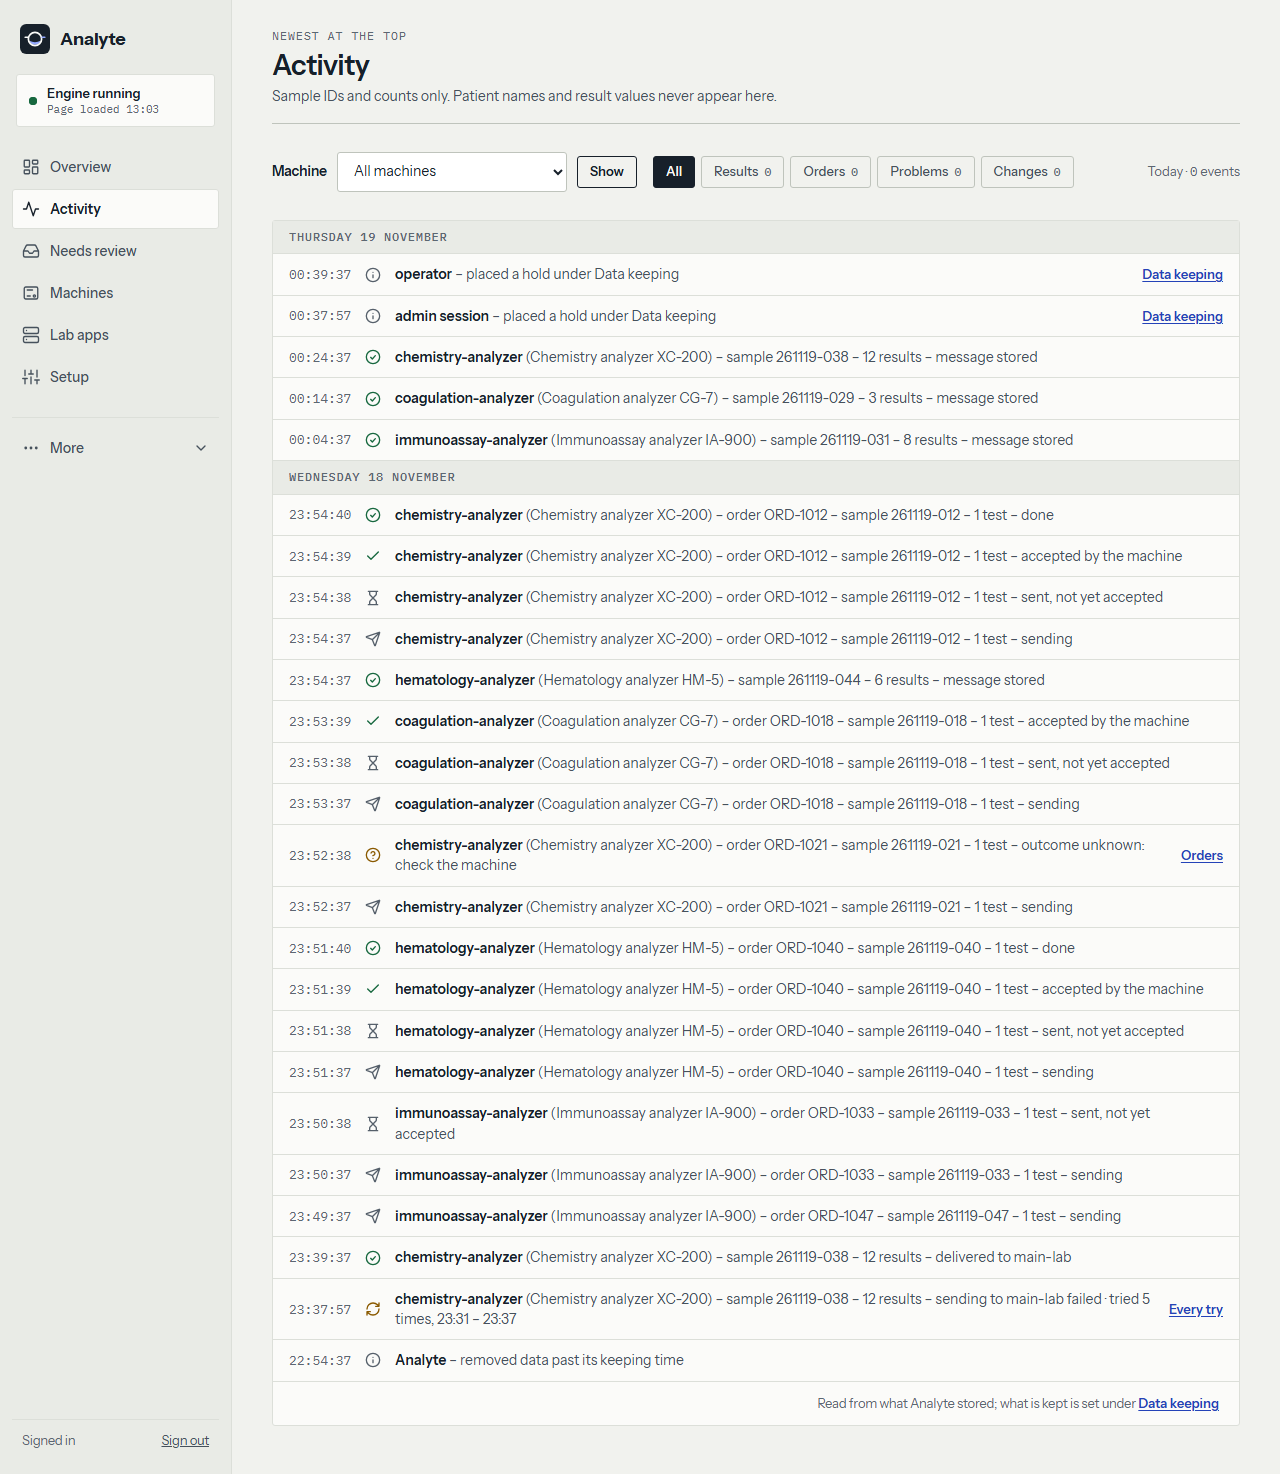 Analyte
Engine running
Page loaded 13:03
Overview
Activity
Needs review
Machines
Lab apps
Setup
More
Signed in
Sign out
NEWEST AT THE TOP
Activity
Sample IDs and counts only. Patient names and result values never appear here.
Machine
All machines
Show
All
Results 0
Orders 0
Problems 0
Changes 0
Today · 0 events
THURSDAY 19 NOVEMBER
00:39:37 operator – placed a hold under Data keeping Data keeping
00:37:57 admin session – placed a hold under Data keeping Data keeping
00:24:37 chemistry-analyzer (Chemistry analyzer XC-200) – sample 261119-038 – 12 results – message stored
00:14:37 coagulation-analyzer (Coagulation analyzer CG-7) – sample 261119-029 – 3 results – message stored
00:04:37 immunoassay-analyzer (Immunoassay analyzer IA-900) – sample 261119-031 – 8 results – message stored
WEDNESDAY 18 NOVEMBER
23:54:40 chemistry-analyzer (Chemistry analyzer XC-200) – order ORD-1012 – sample 261119-012 – 1 test – done
23:54:39 chemistry-analyzer (Chemistry analyzer XC-200) – order ORD-1012 – sample 261119-012 – 1 test – accepted by the machine
23:54:38 chemistry-analyzer (Chemistry analyzer XC-200) – order ORD-1012 – sample 261119-012 – 1 test – sent, not yet accepted
23:54:37 chemistry-analyzer (Chemistry analyzer XC-200) – order ORD-1012 – sample 261119-012 – 1 test – sending
23:54:37 hematology-analyzer (Hematology analyzer HM-5) – sample 261119-044 – 6 results – message stored
23:53:39 coagulation-analyzer (Coagulation analyzer CG-7) – order ORD-1018 – sample 261119-018 – 1 test – accepted by the machine
23:53:38 coagulation-analyzer (Coagulation analyzer CG-7) – order ORD-1018 – sample 261119-018 – 1 test – sent, not yet accepted
23:53:37 coagulation-analyzer (Coagulation analyzer CG-7) – order ORD-1018 – sample 261119-018 – 1 test – sending
23:52:38 chemistry-analyzer (Chemistry analyzer XC-200) – order ORD-1021 – sample 261119-021 – 1 test – outcome unknown:
check the machine
Orders
23:52:37 chemistry-analyzer (Chemistry analyzer XC-200) – order ORD-1021 – sample 261119-021 – 1 test – sending
23:51:40 hematology-analyzer (Hematology analyzer HM-5) – order ORD-1040 – sample 261119-040 – 1 test – done
23:51:39 hematology-analyzer (Hematology analyzer HM-5) – order ORD-1040 – sample 261119-040 – 1 test – accepted by the machine
23:51:38 hematology-analyzer (Hematology analyzer HM-5) – order ORD-1040 – sample 261119-040 – 1 test – sent, not yet accepted
23:51:37 hematology-analyzer (Hematology analyzer HM-5) – order ORD-1040 – sample 261119-040 – 1 test – sending
23:50:38 immunoassay-analyzer (Immunoassay analyzer IA-900) – order ORD-1033 – sample 261119-033 – 1 test – sent, not yet
accepted
23:50:37 immunoassay-analyzer (Immunoassay analyzer IA-900) – order ORD-1033 – sample 261119-033 – 1 test – sending
23:49:37 immunoassay-analyzer (Immunoassay analyzer IA-900) – order ORD-1047 – sample 261119-047 – 1 test – sending
23:39:37 chemistry-analyzer (Chemistry analyzer XC-200) – sample 261119-038 – 12 results – delivered to main-lab
23:37:57 chemistry-analyzer (Chemistry analyzer XC-200) – sample 261119-038 – 12 results – sending to main-lab failed · tried 5
times, 23:31 – 23:37
Every try
22:54:37 Analyte – removed data past its keeping time
Read from what Analyte stored; what is kept is set under Data keeping